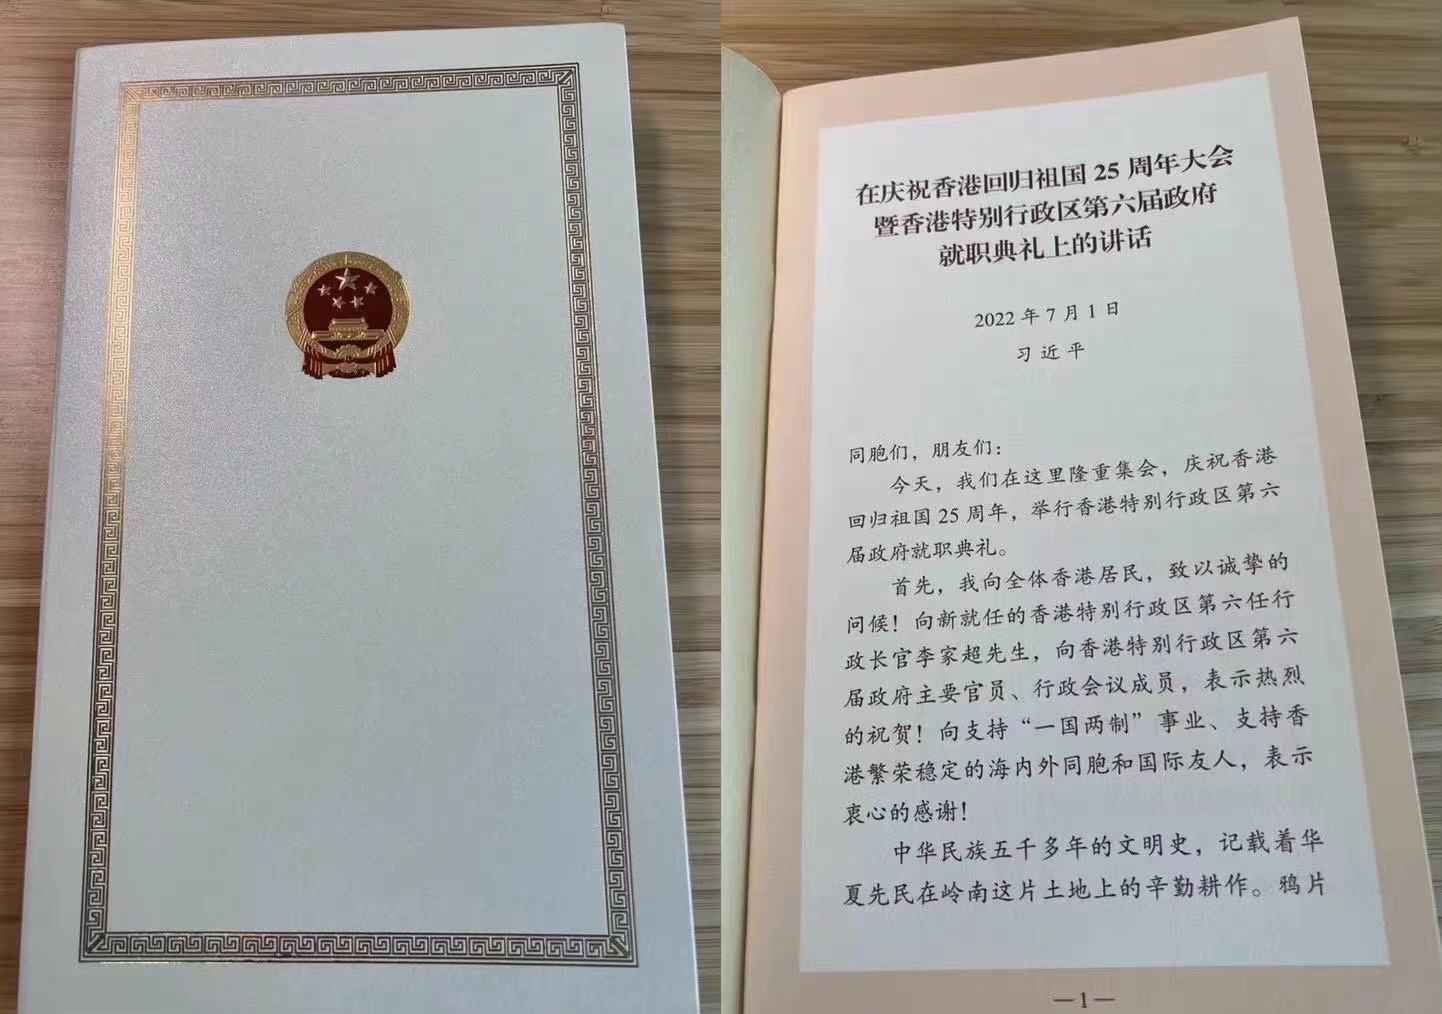 在庆祝香港回归祖国25周年大会
暨香港特别行政区第六届政府
就职典礼上的讲话
2022年7月1日
习近平
同胞们，朋友们：
今天，我们在这里隆重集会，庆祝香港
回归祖国25周年，举行香港特别行政区第六
届政府就职典礼。
首先，我向全体香港居民，致以诚挚的
问候！向新就任的香港特别行政区第六任行
政长官李家超先生，向香港特别行政区第六
届政府主要官员、行政会议成员，表示热烈
的祝贺！向支持“一国两制”事业、支持香
港繁荣稳定的海内外同胞和国际友人，表示
衷心的感谢！
中华民族五千多年的文明史，记载着华
夏先民在岭南这片土地上的辛勤耕作。鸦片
—1—